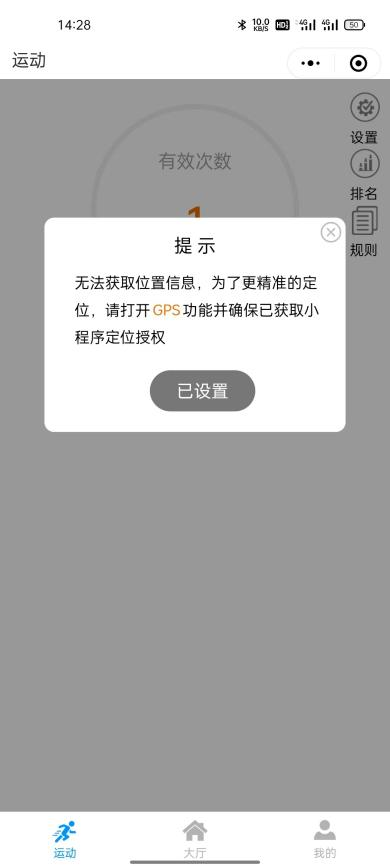 14:28
10.0
KB/S
HD2
4G
4G
50
运动
有效次数
1
设置
排名
规则
提 示
无法获取位置信息，为了更精准的定
位，请打开GPS功能并确保已获取小
程序定位授权
已设置
运动
大厅
我的